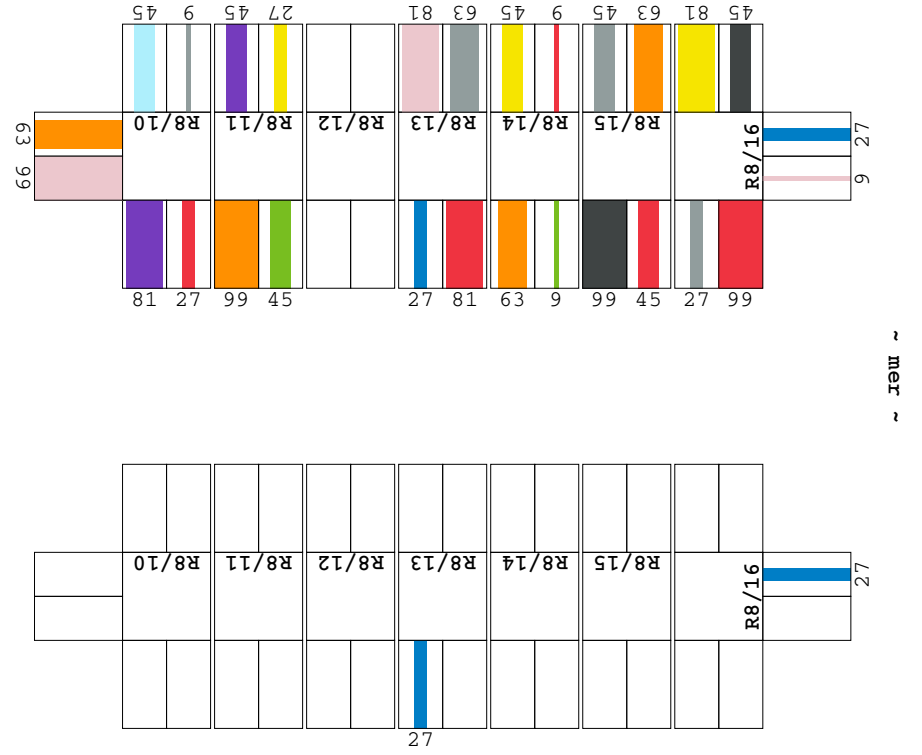 45 9 45 27 81 63 45 9 45 63 81 45
R8/10 R8/11 R8/12 R8/13 R8/14 R8/15 R8/16
63 27
99 9
81 27 99 45 27 81 63 9 99 45 27 99
~ mer ~
R8/10 R8/11 R8/12 R8/13 R8/14 R8/15 R8/16
27
27